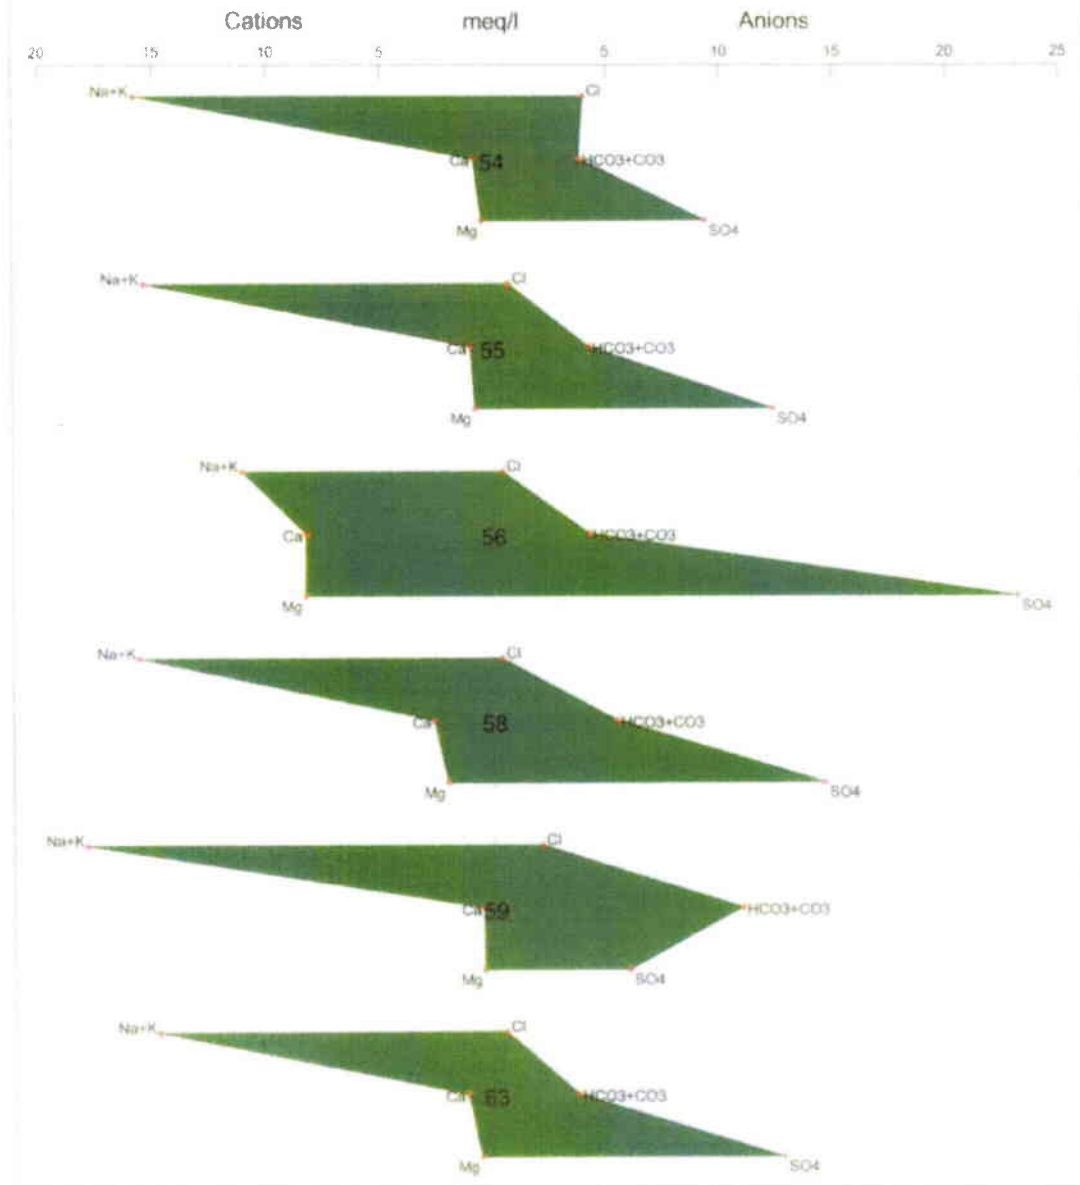 Cations meq/l Anions
20 15 10 5 5 10 15 20 25
Na+K Cl
Ca 54 HCO3+CO3
Mg SO4
Na+K Cl
Ca 55 HCO3+CO3
Mg SO4
Na+K Cl
Ca 56 HCO3+CO3
Mg SO4
Na+K Cl
Ca 58 HCO3+CO3
Mg SO4
Na+K Cl
Ca 59 HCO3+CO3
Mg SO4
Na+K Cl
Ca 63 HCO3+CO3
Mg SO4